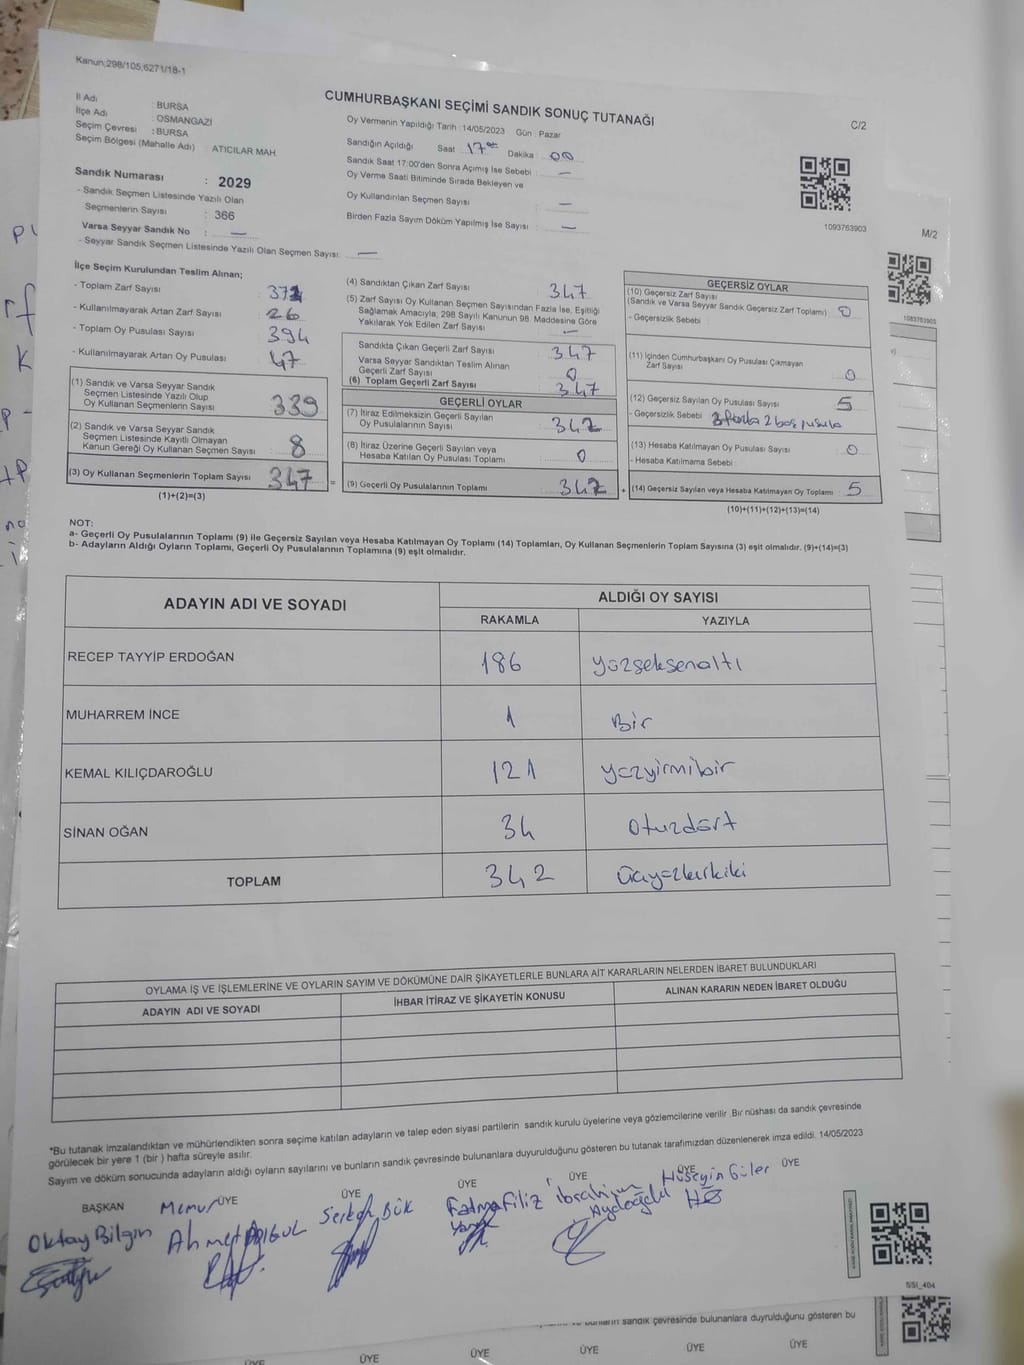 Kanun;298/105,6271/18-1
CUMHURBAŞKANI SEÇİMİ SANDIK SONUÇ TUTANAĞI
C/2
İl Adı : BURSA
İlçe Adı : OSMANGAZİ
Seçim Çevresi : BURSA
Seçim Bölgesi (Mahalle Adı) ATICILAR MAH.
Sandık Numarası : 2029
- Sandık Seçmen Listesinde Yazılı Olan
Seçmenlerin Sayısı : 366
Varsa Seyyar Sandık No : —
- Seyyar Sandık Seçmen Listesinde Yazılı Olan Seçmen Sayısı: —
Oy Vermenin Yapıldığı Tarih :14/05/2023 Gün : Pazar
Sandığın Açıldığı Saat 17 00 Dakika : 00
Sandık Saat 17:00'den Sonra Açımış İse Sebebi : —
Oy Verme Saati Bitiminde Sırada Bekleyen ve
Oy Kullandırılan Seçmen Sayısı : —
Birden Fazla Sayım Döküm Yapılmış İse Sayısı : —
1093763903
M/2
1093763903
İlçe Seçim Kurulundan Teslim Alınan;
- Toplam Zarf Sayısı : 373
- Kullanılmayarak Artan Zarf Sayısı : 26
- Toplam Oy Pusulası Sayısı : 394
- Kullanılmayarak Artan Oy Pusulası : 47
(1) Sandık ve Varsa Seyyar Sandık
Seçmen Listesinde Yazılı Olup
Oy Kullanan Seçmenlerin Sayısı : 339
(2) Sandık ve Varsa Seyyar Sandık
Seçmen Listesinde Kayıtlı Olmayan
Kanun Gereği Oy Kullanan Seçmen Sayısı : 8
(3) Oy Kullanan Seçmenlerin Toplam Sayısı : 347
(1)+(2)=(3)
(4) Sandıktan Çıkan Zarf Sayısı : 347
(5) Zarf Sayısı Oy Kullanan Seçmen Sayısından Fazla İse, Eşitliği
Sağlamak Amacıyla, 298 Sayılı Kanunun 98. Maddesine Göre
Yakılarak Yok Edilen Zarf Sayısı : —
Sandıkta Çıkan Geçerli Zarf Sayısı : 347
Varsa Seyyar Sandıktan Teslim Alınan
Geçerli Zarf Sayısı : 0
(6) Toplam Geçerli Zarf Sayısı : 347
GEÇERLİ OYLAR
(7) İtiraz Edilmeksizin Geçerli Sayılan
Oy Pusulalarının Sayısı : 342
(8) İtiraz Üzerine Geçerli Sayılan veya
Hesaba Katılan Oy Pusulası Toplamı : 0
(9) Geçerli Oy Pusulalarının Toplamı : 342
GEÇERSİZ OYLAR
(10) Geçersiz Zarf Sayısı
(Sandık ve Varsa Seyyar Sandık Geçersiz Zarf Toplamı) : 0
- Geçersizlik Sebebi :
(11) İçinden Cumhurbaşkanı Oy Pusulası Çıkmayan
Zarf Sayısı : 0
(12) Geçersiz Sayılan Oy Pusulası Sayısı : 5
- Geçersizlik Sebebi : 2 boş pusula
(13) Hesaba Katılmayan Oy Pusulası Sayısı : 0
- Hesaba Katılmama Sebebi :
(14) Geçersiz Sayılan veya Hesaba Katılmayan Oy Toplamı : 5
(10)+(11)+(12)+(13)=(14)
NOT:
a- Geçerli Oy Pusulalarının Toplamı (9) ile Geçersiz Sayılan veya Hesaba Katılmayan Oy Toplamı (14) Toplamları, Oy Kullanan Seçmenlerin Toplam Sayısına (3) eşit olmalıdır. (9)+(14)=(3)
b- Adayların Aldığı Oyların Toplamı, Geçerli Oy Pusulalarının Toplamına (9) eşit olmalıdır.
ADAYIN ADI VE SOYADI
ALDIĞI OY SAYISI
RAKAMLA YAZIYLA
RECEP TAYYİP ERDOĞAN 186 yüzseksenaltı
MUHARREM İNCE 1 Bir
KEMAL KILIÇDAROĞLU 121 yüzyirmibir
SİNAN OĞAN 34 otuzdört
TOPLAM 342 üçyüzkırkiki
OYLAMA İŞ VE İŞLEMLERİNE VE OYLARIN SAYIM VE DÖKÜMÜNE DAİR ŞİKAYETLERLE BUNLARA AİT KARARLARIN NELERDEN İBARET BULUNDUKLARI
ADAYIN ADI VE SOYADI İHBAR İTİRAZ VE ŞİKAYETİN KONUSU ALINAN KARARIN NEDEN İBARET OLDUĞU
*Bu tutanak imzalandıktan ve mühürlendikten sonra seçime katılan adayların ve talep eden siyasi partilerin sandık kurulu üyelerine veya gözlemcilerine verilir .Bır nüshası da sandık çevresinde
görülecek bir yere 1 (bir ) hafta süreyle asılır.
Sayım ve döküm sonucunda adayların aldığı oyların sayılarını ve bunların sandık çevresinde bulunanlara duyurulduğunu gösteren bu tutanak tarafımızdan düzenlenerek imza edildi. 14/05/2023
BAŞKAN ÜYE ÜYE ÜYE ÜYE ÜYE ÜYE
Oktay Bilgin
Memur
Ahmet
Serkan Bük
Fatma Filiz
İbrahim
Aydoğdu
Hüseyin Güler
HG
SSI_404
bunların sandık çevresinde bulunanlara duyrulduğunu gösteren bu
ÜYE ÜYE ÜYE ÜYE ÜYE ÜYE